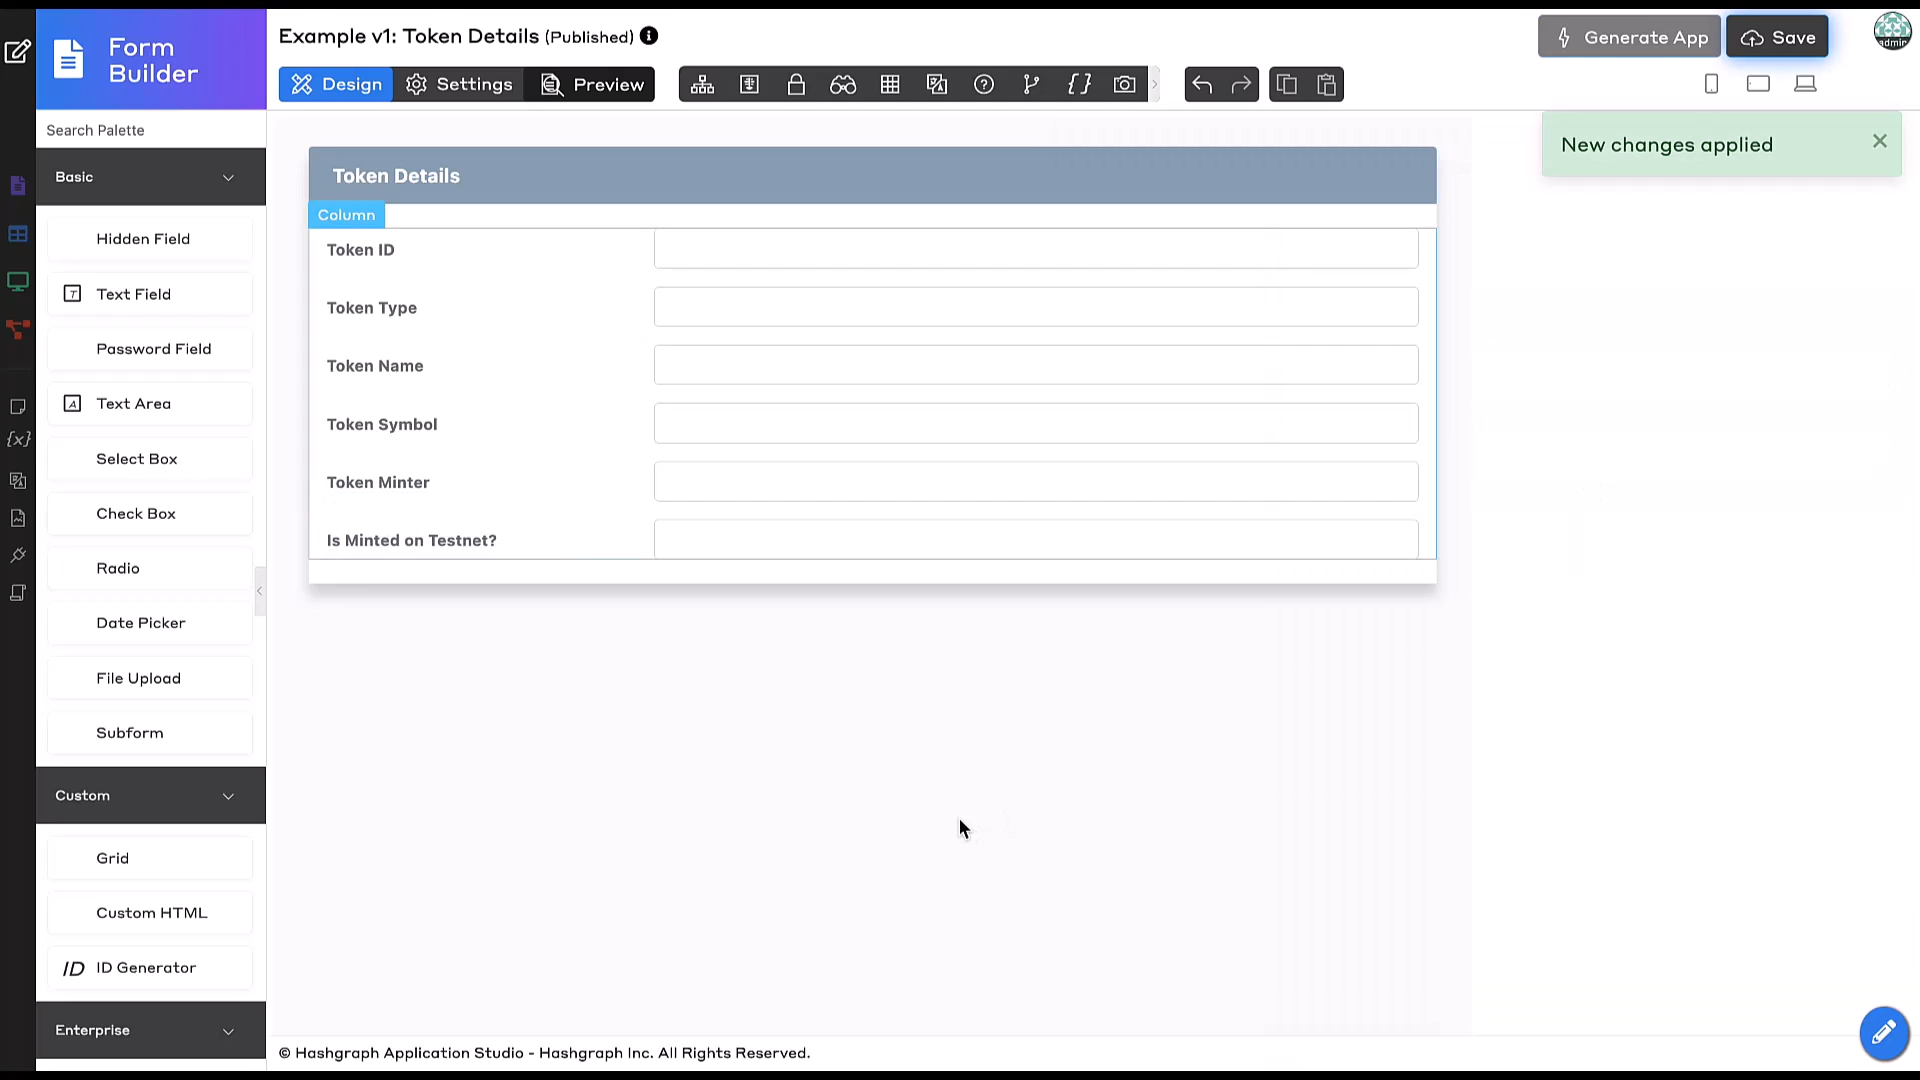 Form
Builder
Example v1: Token Details (Published)
Generate App
Save
admin
Design
Settings
Preview
Search Palette
New changes applied
Basic
Hidden Field
Text Field
Password Field
Text Area
Select Box
Check Box
Radio
Date Picker
File Upload
Subform
Custom
Grid
Custom HTML
ID ID Generator
Enterprise
Token Details
Column
Token ID
Token Type
Token Name
Token Symbol
Token Minter
Is Minted on Testnet?
© Hashgraph Application Studio - Hashgraph Inc. All Rights Reserved.